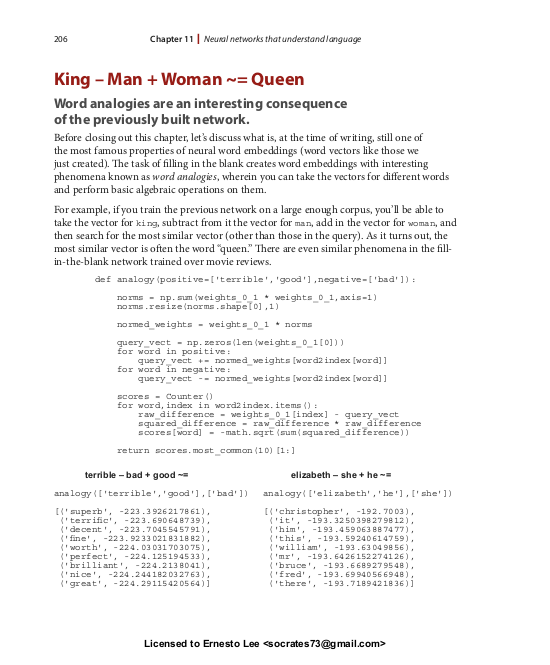 206
Chapter 11 | Neural networks that understand language
King – Man + Woman ~= Queen
Word analogies are an interesting consequence
of the previously built network.
Before closing out this chapter, let's discuss what is, at the time of writing, still one of
the most famous properties of neural word embeddings (word vectors like those we
just created). The task of filling in the blank creates word embeddings with interesting
phenomena known as word analogies, wherein you can take the vectors for different words
and perform basic algebraic operations on them.
For example, if you train the previous network on a large enough corpus, you'll be able to
take the vector for king, subtract from it the vector for man, add in the vector for woman, and
then search for the most similar vector (other than those in the query). As it turns out, the
most similar vector is often the word "queen." There are even similar phenomena in the fill-
in-the-blank network trained over movie reviews.
def analogy(positive=['terrible','good'],negative=['bad']):
norms = np.sum(weights_0_1 * weights_0_1,axis=1)
norms.resize(norms.shape[0],1)
normed_weights = weights_0_1 * norms
query_vect = np.zeros(len(weights_0_1[0]))
for word in positive:
query_vect += normed_weights[word2index[word]]
for word in negative:
query_vect -= normed_weights[word2index[word]]
scores = Counter()
for word,index in word2index.items():
raw_difference = weights_0_1[index] - query_vect
squared_difference = raw_difference * raw_difference
scores[word] = -math.sqrt(sum(squared_difference))
return scores.most_common(10)[1:]
terrible – bad + good ~=
analogy(['terrible','good'],['bad'])
[('superb', -223.3926217861),
('terrific', -223.690648739),
('decent', -223.7045545791),
('fine', -223.9233021831882),
('worth', -224.03031703075),
('perfect', -224.125194533),
('brilliant', -224.2138041),
('nice', -224.244182032763),
('great', -224.29115420564)]
elizabeth – she + he ~=
analogy(['elizabeth','he'],['she'])
[('christopher', -192.7003),
('it', -193.3250398279812),
('him', -193.459063887477),
('this', -193.59240614759),
('william', -193.63049856),
('mr', -193.6426152274126),
('bruce', -193.6689279548),
('fred', -193.69940566948),
('there', -193.7189421836)]
Licensed to Ernesto Lee <socrates73@gmail.com>